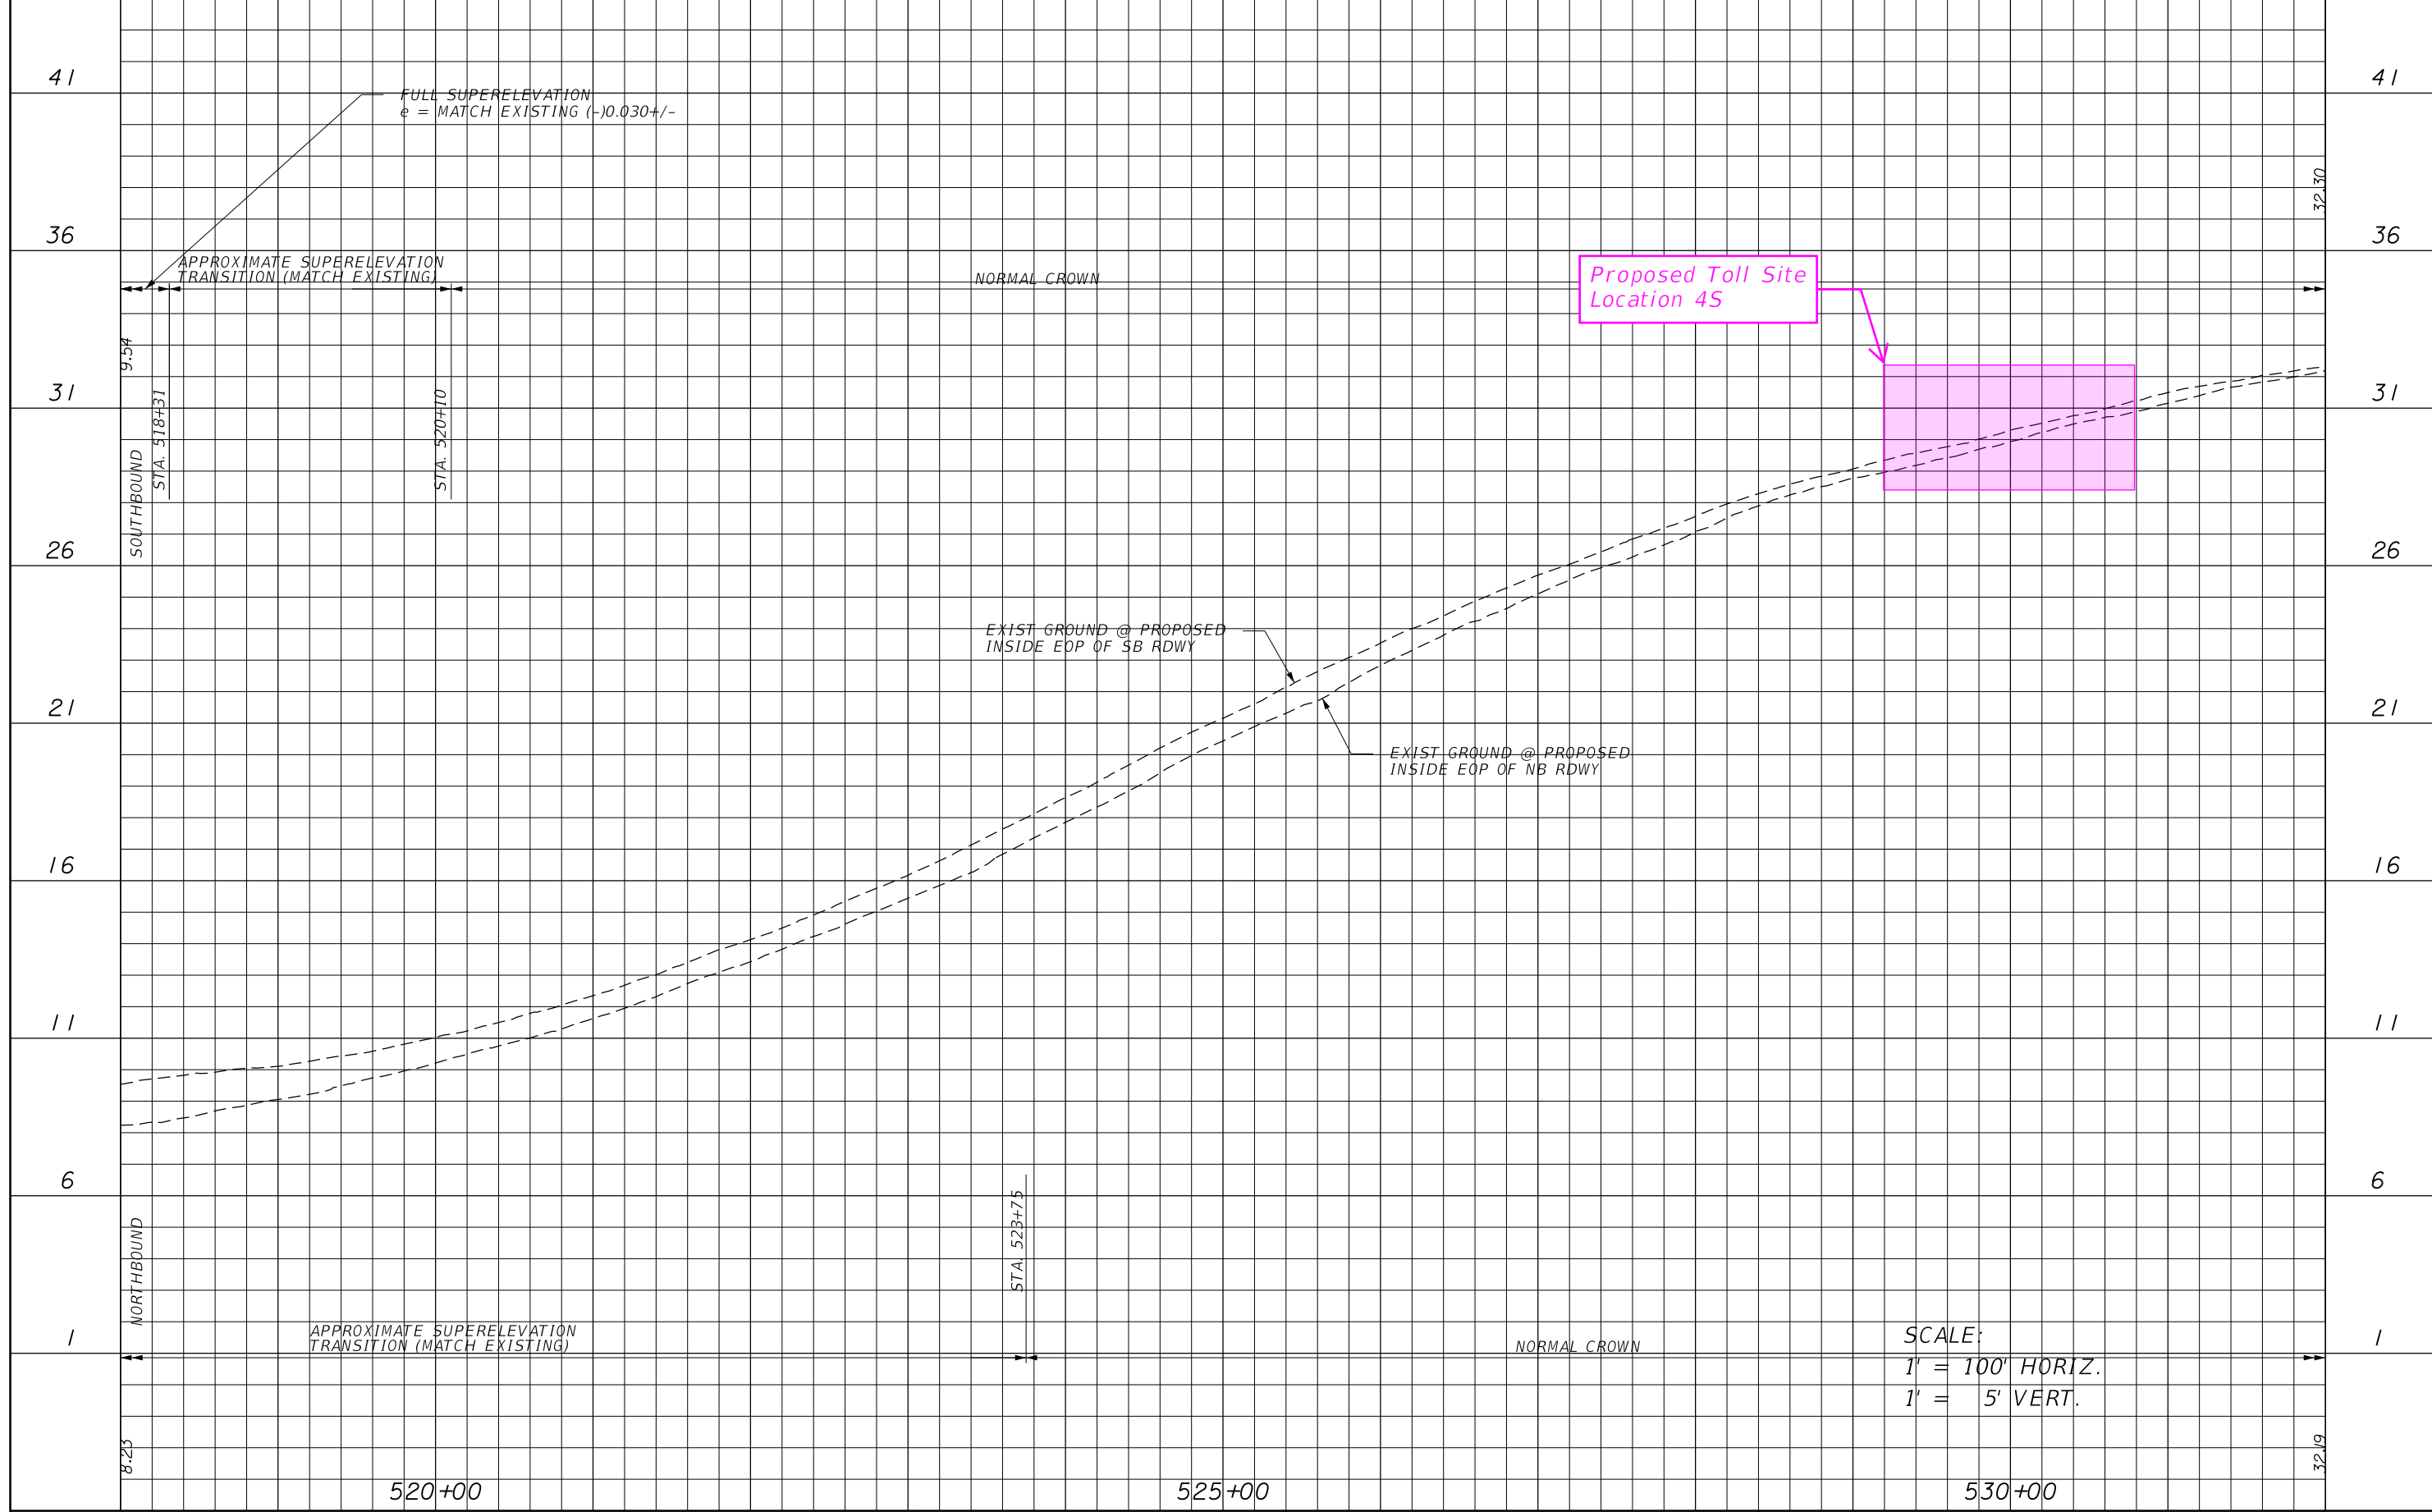 41
41
FULL SUPERELEVATION
e = MATCH EXISTING (-)0.030+/-
32.30
36
36
APPROXIMATE SUPERELEVATION
TRANSITION (MATCH EXISTING)
NORMAL CROWN
Proposed Toll Site
Location 4S
9.54
31
31
STA. 518+31
STA. 520+10
SOUTHBOUND
26
26
EXIST GROUND @ PROPOSED
INSIDE EOP OF SB RDWY
21
21
EXIST GROUND @ PROPOSED
INSIDE EOP OF NB RDWY
16
16
11
11
6
6
STA. 523+75
NORTHBOUND
1
1
APPROXIMATE SUPERELEVATION
TRANSITION (MATCH EXISTING)
NORMAL CROWN
SCALE:
1" = 100' HORIZ.
1" = 5' VERT.
8.23
32.19
520+00
525+00
530+00